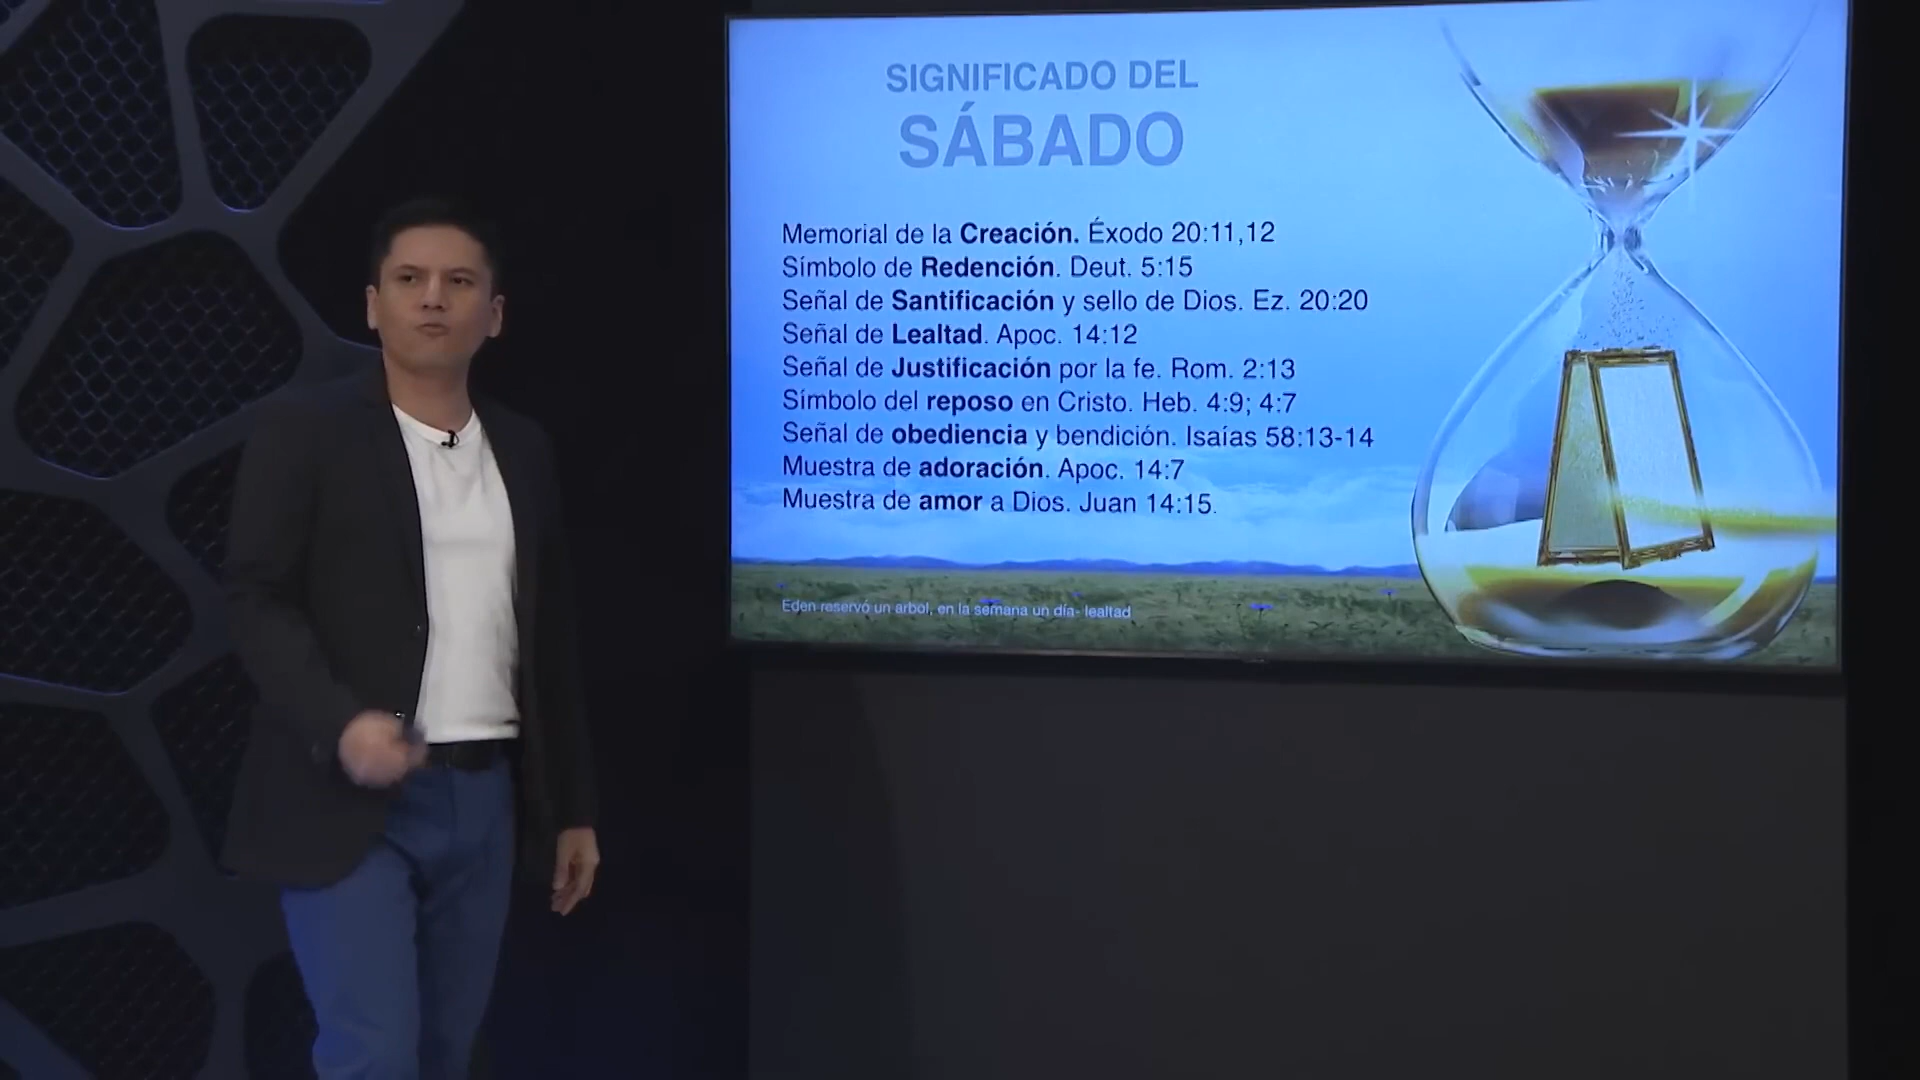 SIGNIFICADO DEL
SÁBADO
Memorial de la Creación. Éxodo 20:11,12
Símbolo de Redención. Deut. 5:15
Señal de Santificación y sello de Dios. Ez. 20:20
Señal de Lealtad. Apoc. 14:12
Señal de Justificación por la fe. Rom. 2:13
Símbolo del reposo en Cristo. Heb. 4:9; 4:7
Señal de obediencia y bendición. Isaías 58:13-14
Muestra de adoración. Apoc. 14:7
Muestra de amor a Dios. Juan 14:15.
Eden reservó un arbol, en la semana un día- lealtad